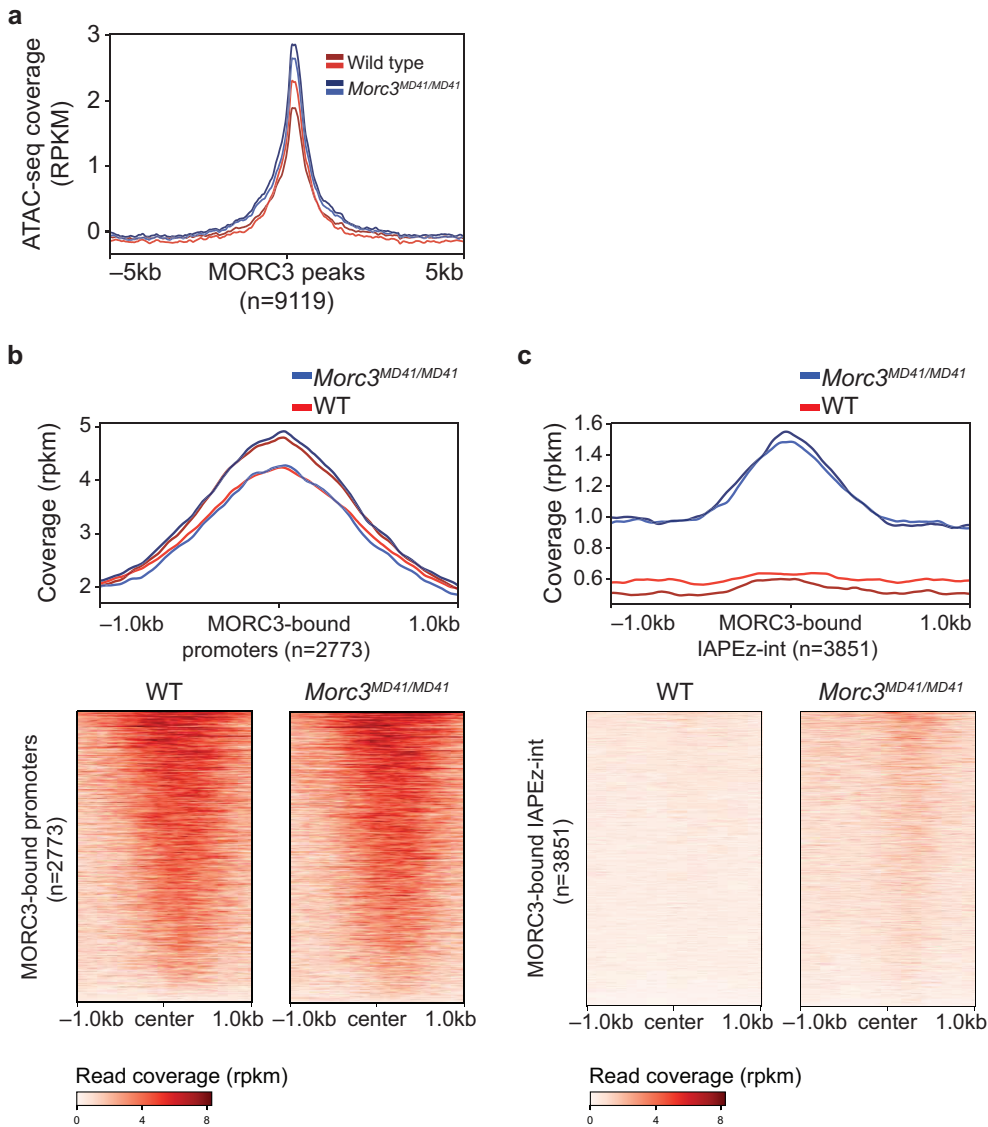 a
ATAC-seq coverage
(RPKM)
3
2
1
0
Wild type
Morc3MD41/MD41
–5kb
MORC3 peaks
5kb
(n=9119)
b
Morc3MD41/MD41
WT
Coverage (rpkm)
5
4
3
2
–1.0kb
MORC3-bound
1.0kb
promoters (n=2773)
WT
Morc3MD41/MD41
MORC3-bound promoters
(n=2773)
–1.0kb center 1.0kb
–1.0kb center 1.0kb
Read coverage (rpkm)
0 4 8
c
Morc3MD41/MD41
WT
Coverage (rpkm)
1.6
1.4
1.2
1.0
0.8
0.6
–1.0kb
MORC3-bound
1.0kb
IAPEz-int (n=3851)
WT
Morc3MD41/MD41
MORC3-bound IAPEz-int
(n=3851)
–1.0kb center 1.0kb
–1.0kb center 1.0kb
Read coverage (rpkm)
0 4 8